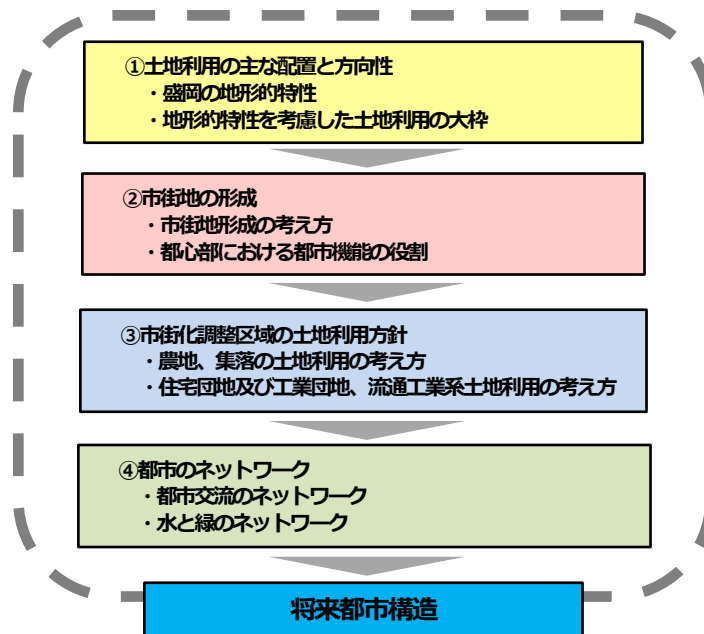 ①土地利用の主な配置と方向性
・盛岡の地形的特性
・地形的特性を考慮した土地利用の大枠
②市街地の形成
・市街地形成の考え方
・都心部における都市機能の役割
③市街化調整区域の土地利用方針
・農地、集落の土地利用の考え方
・住宅団地及び工業団地、流通工業系土地利用の考え方
④都市のネットワーク
・都市交流のネットワーク
・水と緑のネットワーク
将来都市構造